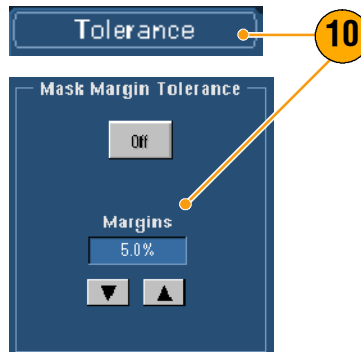 Tolerance
10
Mask Margin Tolerance
Off
Margins
5.0%